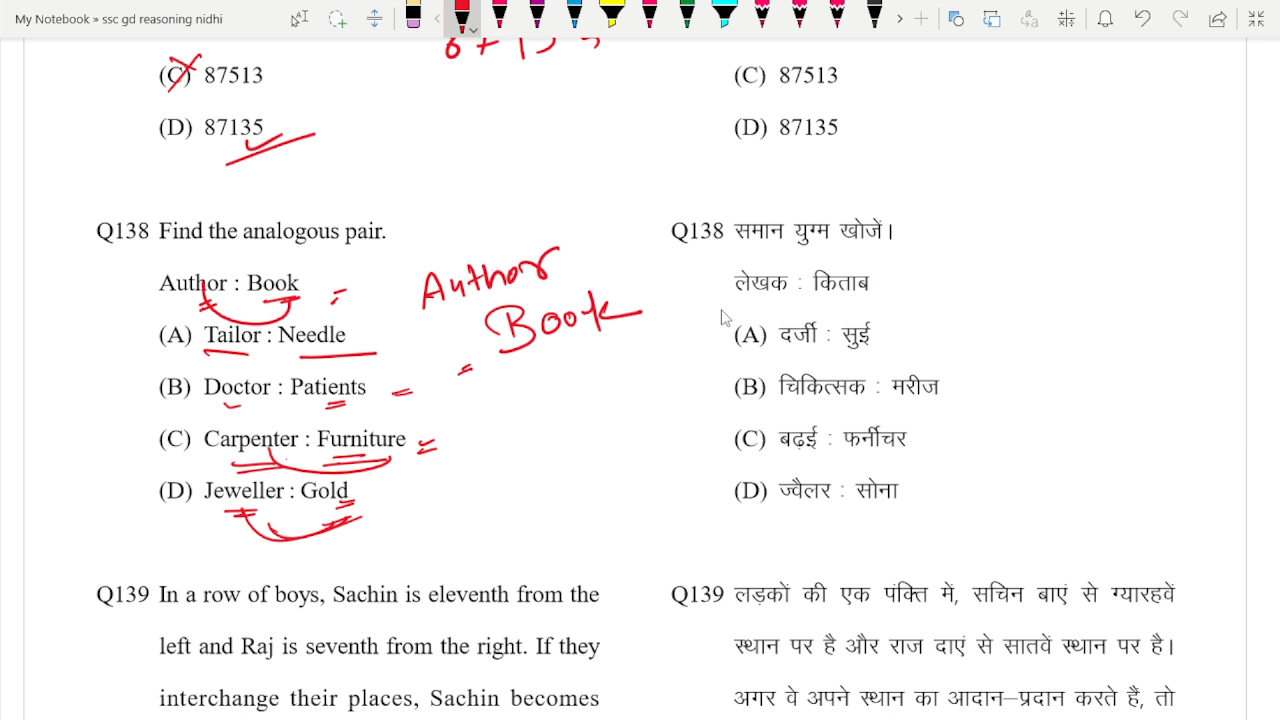 My Notebook » ssc gd reasoning nidhi
(C) 87513
(D) 87135
Q138 Find the analogous pair.
Author : Book
(A) Tailor : Needle
(B) Doctor : Patients
(C) Carpenter : Furniture
(D) Jeweller : Gold
Author
Book
Q139 In a row of boys, Sachin is eleventh from the
left and Raj is seventh from the right. If they
interchange their places, Sachin becomes
(C) 87513
(D) 87135
Q138 समान युग्म खोजें।
लेखक : किताब
(A) दर्जी : सुई
(B) चिकित्सक : मरीज
(C) बढ़ई : फर्नीचर
(D) ज्वैलर : सोना
Q139 लड़कों की एक पंक्ति में, सचिन बाएं से ग्यारहवें
स्थान पर है और राज दाएं से सातवें स्थान पर है।
अगर वे अपने स्थान का आदान–प्रदान करते हैं, तो